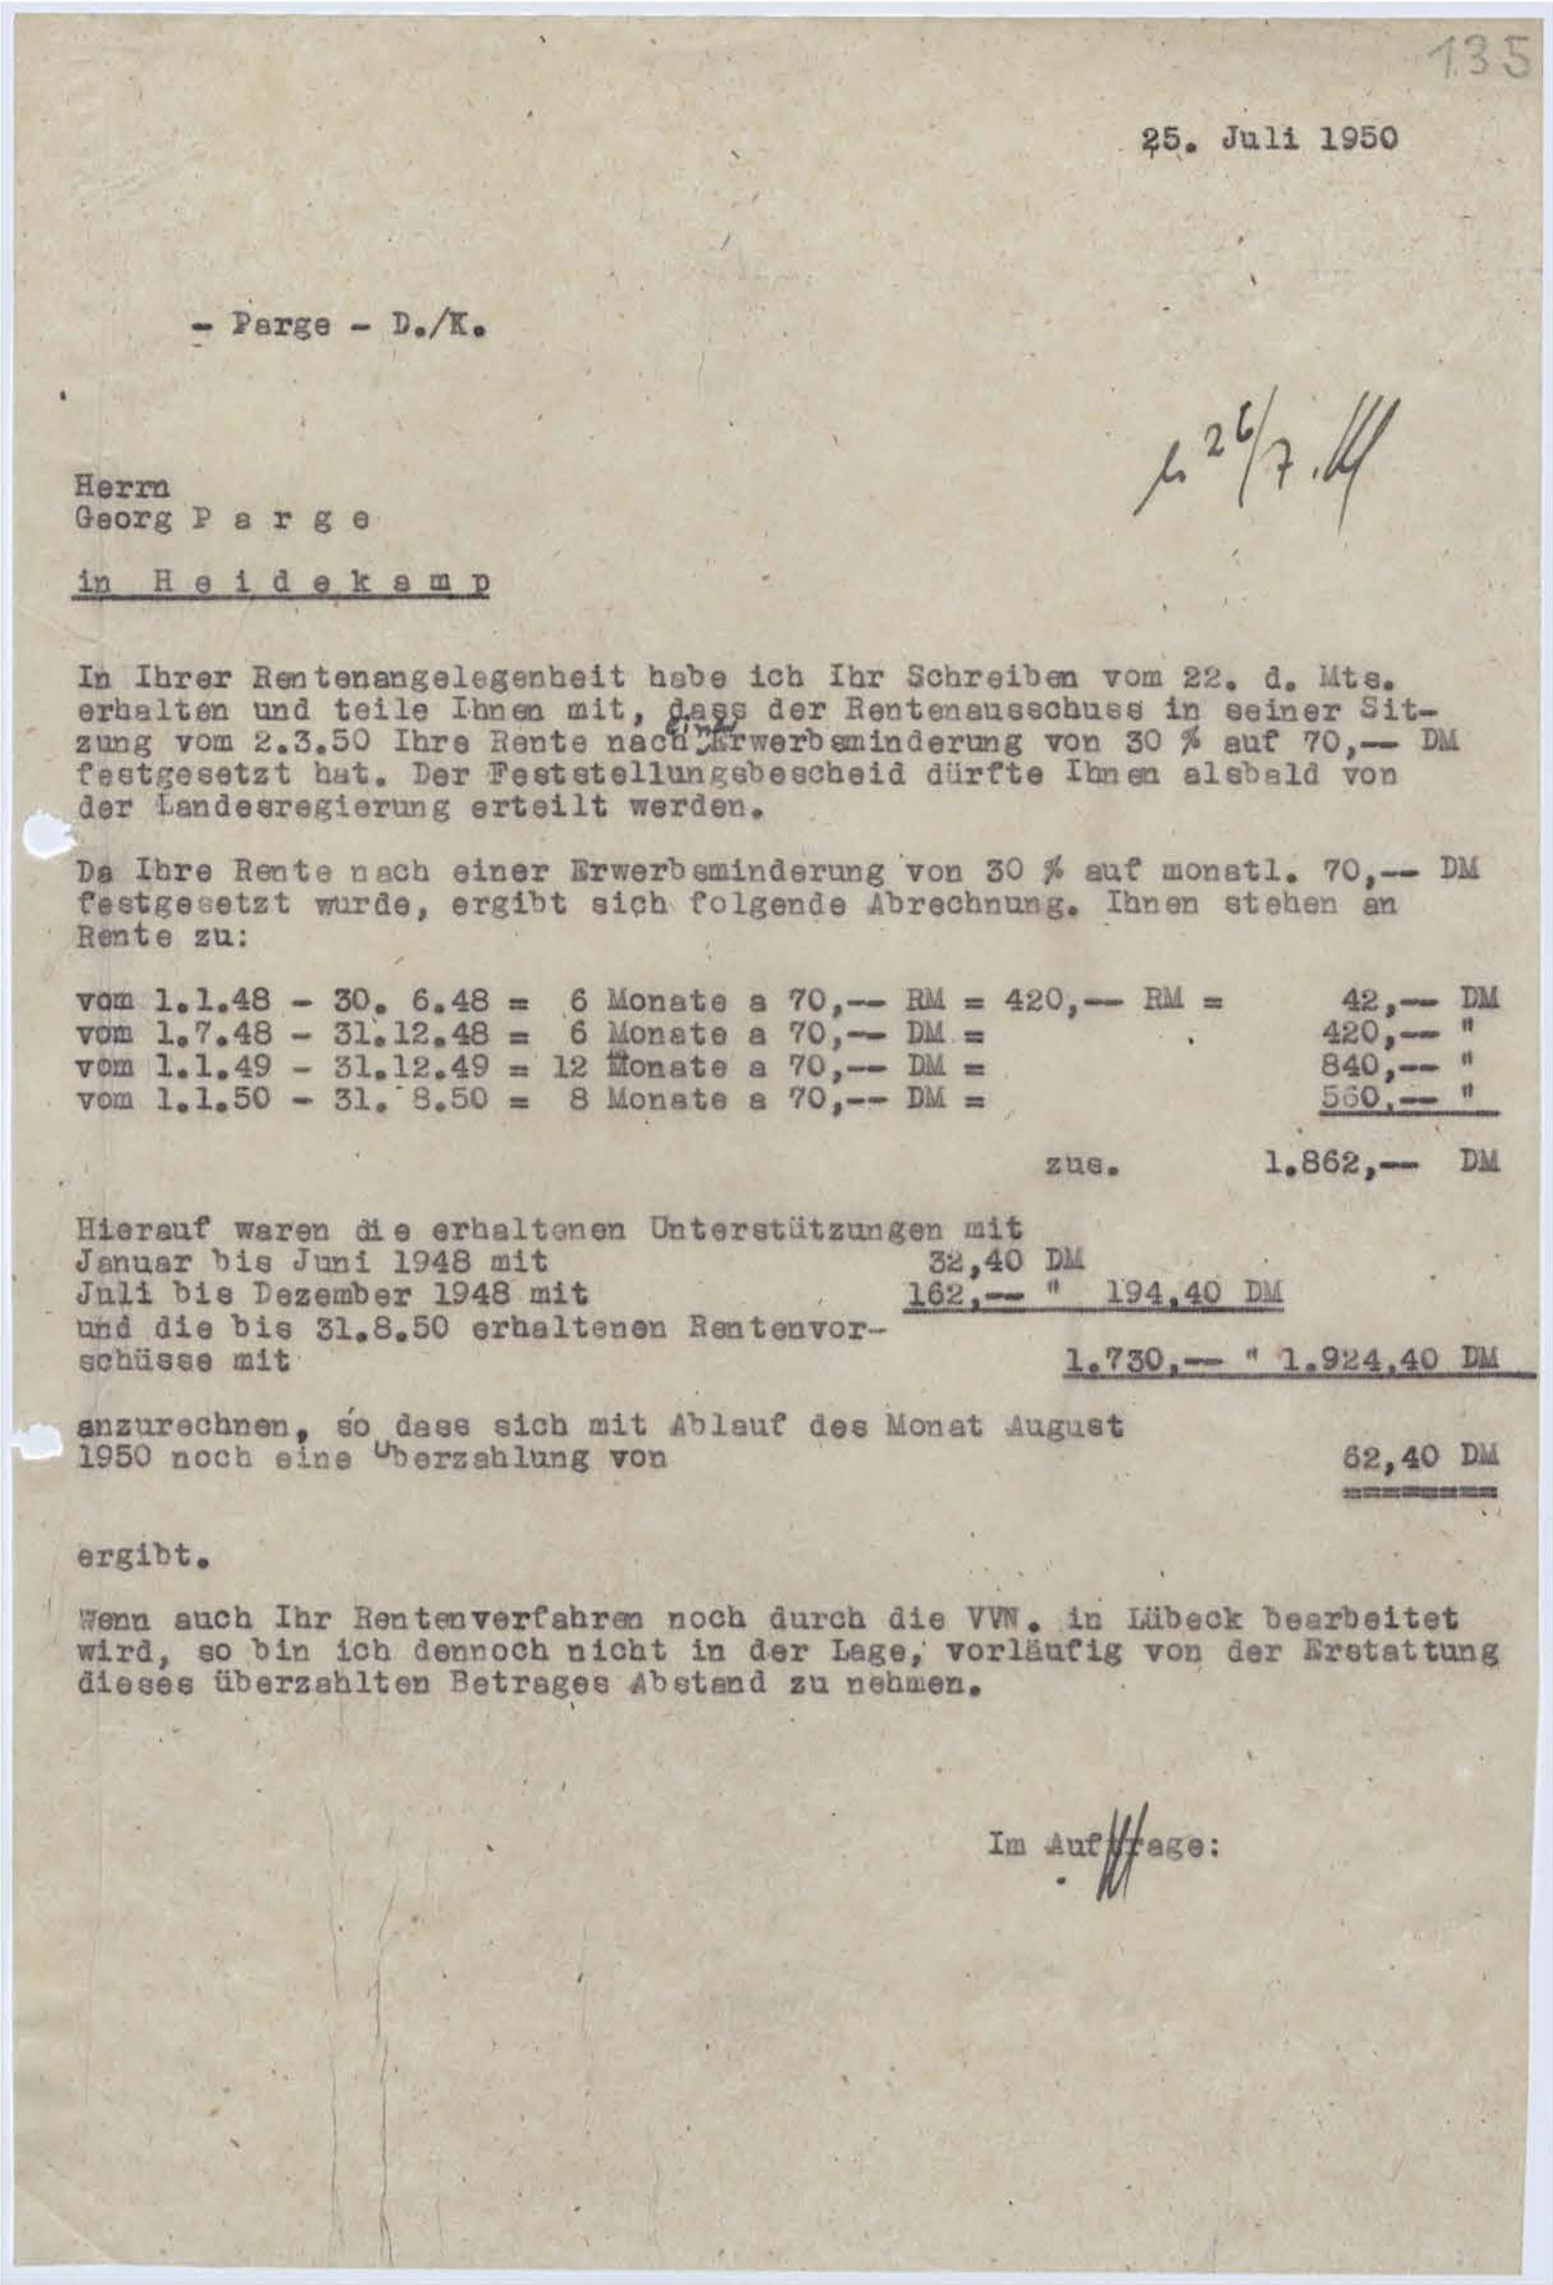 135
25. Juli 1950
- Parge - D./K.
26/7.
Herrn
Georg P a r g e
in H e i d e k a m p
In Ihrer Rentenangelegenheit habe ich Ihr Schreiben vom 22. d. Mts.
erhalten und teile Ihnen mit, dass der Rentenausschuss in seiner Sit-
zung vom 2.3.50 Ihre Rente nach einer Erwerbsminderung von 30 % auf 70,-- DM
festgesetzt hat. Der Feststellungsbescheid dürfte Ihnen alsbald von
der Landesregierung erteilt werden.
Da Ihre Rente nach einer Erwerbsminderung von 30 % auf monatl. 70,-- DM
festgesetzt wurde, ergibt sich folgende Abrechnung. Ihnen stehen an
Rente zu:
vom 1.1.48 - 30. 6.48 = 6 Monate a 70,-- RM = 420,-- RM = 42,-- DM
vom 1.7.48 - 31.12.48 = 6 Monate a 70,-- DM = 420,-- "
vom 1.1.49 - 31.12.49 = 12 Monate a 70,-- DM = 840,-- "
vom 1.1.50 - 31. 8.50 = 8 Monate a 70,-- DM = 560,-- "
zus. 1.862,-- DM
Hierauf waren die erhaltenen Unterstützungen mit
Januar bis Juni 1948 mit 32,40 DM
Juli bis Dezember 1948 mit 162,-- " 194,40 DM
und die bis 31.8.50 erhaltenen Rentenvor-
schüsse mit 1.730,-- " 1.924,40 DM
anzurechnen, so dass sich mit Ablauf des Monat August
1950 noch eine Uberzahlung von 62,40 DM
=========
ergibt.
Wenn auch Ihr Rentenverfahren noch durch die VVN. in Lübeck bearbeitet
wird, so bin ich dennoch nicht in der Lage, vorläufig von der Erstattung
dieses überzahlten Betrages Abstand zu nehmen.
Im Auftrage: